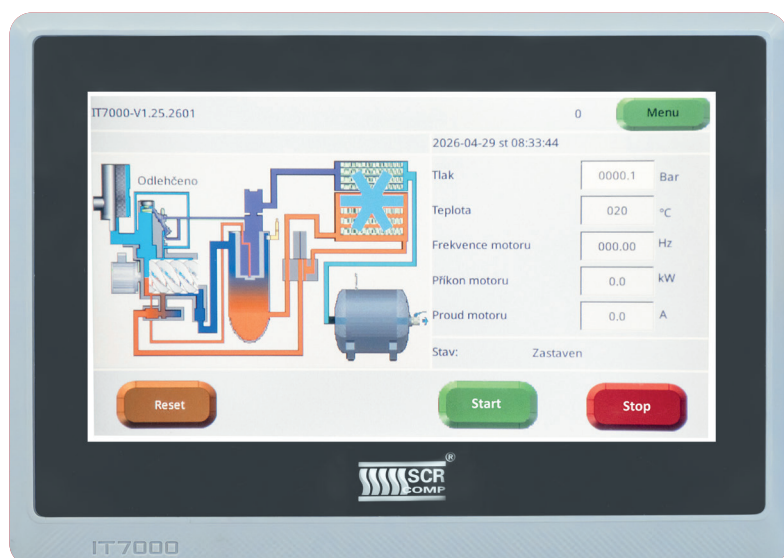 IT7000-V1.25.2601
0
Menu
2026-04-29 st 08:33:44
Odlehčeno
Tlak 0000.1 Bar
Teplota 020 °C
Frekvence motoru 000.00 Hz
Příkon motoru 0.0 kW
Proud motoru 0.0 A
Stav: Zastaven
Reset
Start
Stop
SCR
COMP
®
IT7000